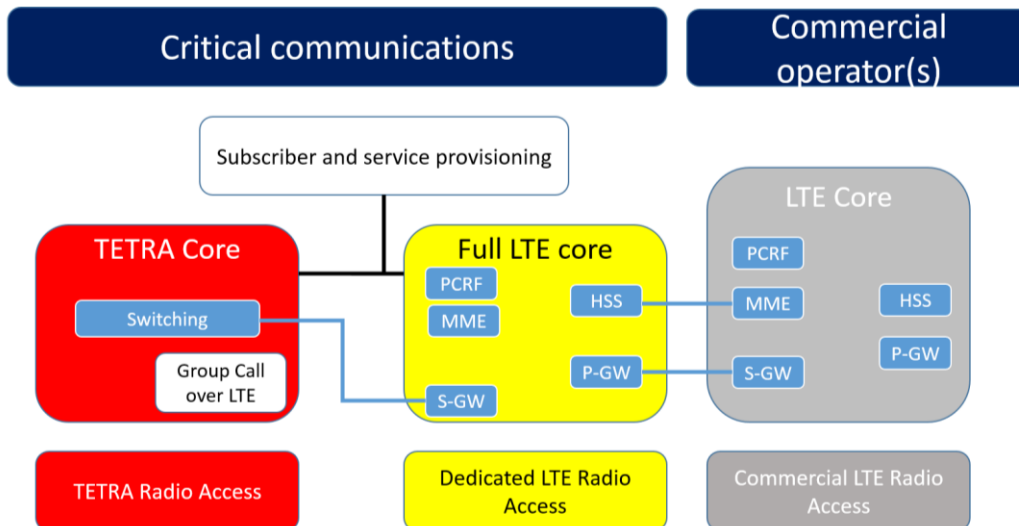 Critical communications
Commercial
operator(s)
Subscriber and service provisioning
TETRA Core
Switching
Group Call
over LTE
Full LTE core
PCRF
MME
HSS
P-GW
S-GW
LTE Core
PCRF
MME
HSS
P-GW
S-GW
TETRA Radio Access
Dedicated LTE Radio
Access
Commercial LTE Radio
Access